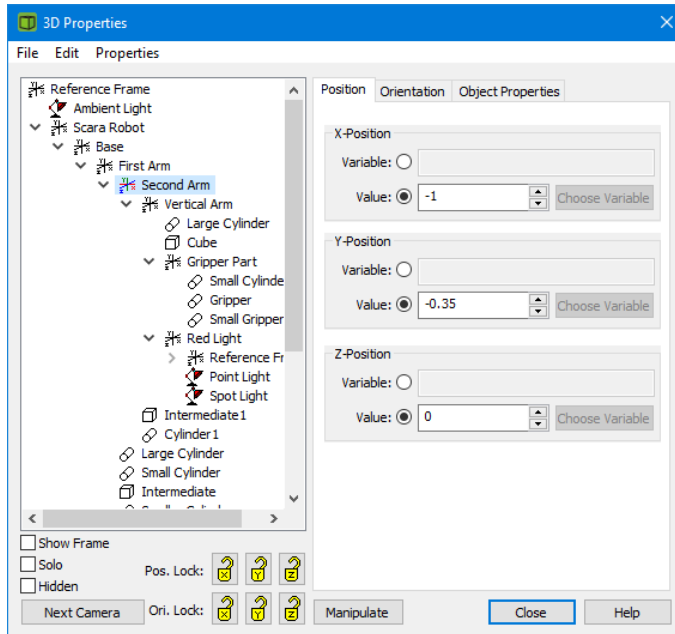 3D Properties
File Edit Properties
Reference Frame
Ambient Light
Scara Robot
Base
First Arm
Second Arm
Vertical Arm
Large Cylinder
Cube
Gripper Part
Small Cylinde
Gripper
Small Gripper
Red Light
Reference Fr
Point Light
Spot Light
Intermediate1
Cylinder1
Large Cylinder
Small Cylinder
Intermediate
Show Frame
Solo
Hidden
Pos. Lock: X Y Z
Next Camera
Ori. Lock: X Y Z
Position Orientation Object Properties
X-Position
Variable:
Value: -1 Choose Variable
Y-Position
Variable:
Value: -0.35 Choose Variable
Z-Position
Variable:
Value: 0 Choose Variable
Manipulate Close Help